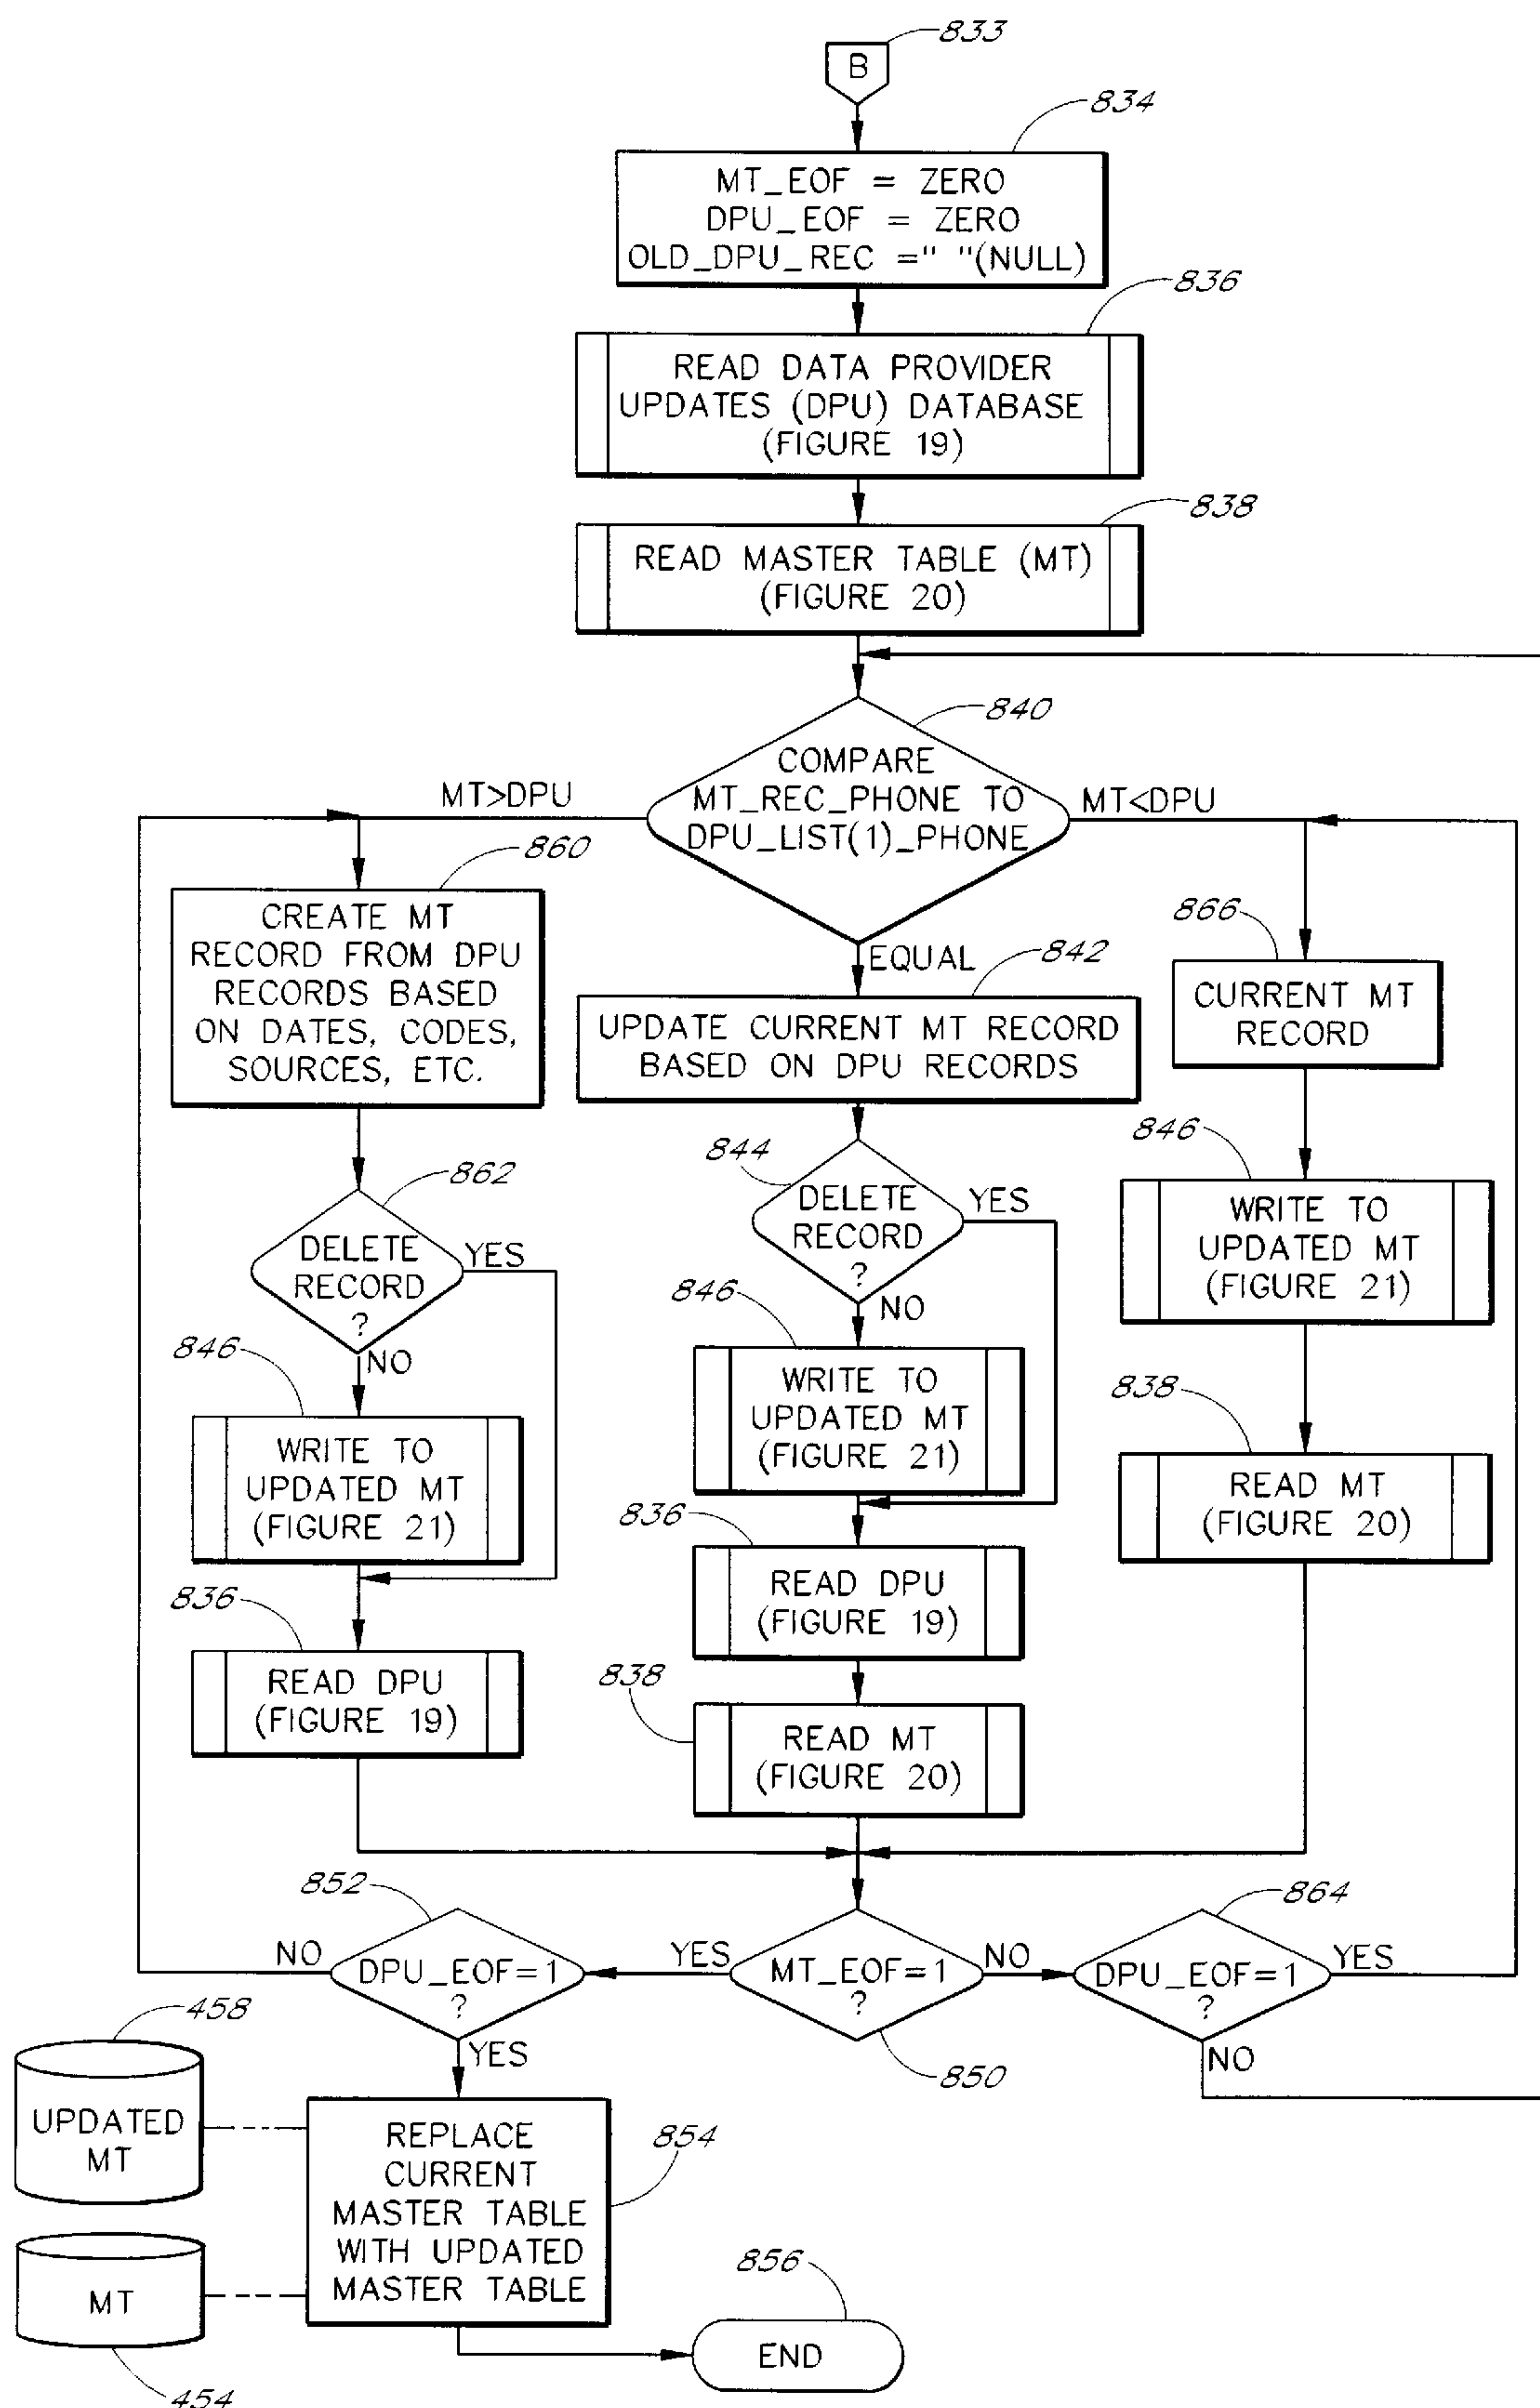 833
B
834
MT_EOF = ZERO
DPU_EOF = ZERO
OLD_DPU_REC =" "(NULL)
836
READ DATA PROVIDER
UPDATES (DPU) DATABASE
(FIGURE 19)
838
READ MASTER TABLE (MT)
(FIGURE 20)
840
COMPARE
MT_REC_PHONE TO
DPU_LIST(1)_PHONE
MT>DPU
MT<DPU
EQUAL
860
CREATE MT
RECORD FROM DPU
RECORDS BASED
ON DATES, CODES,
SOURCES, ETC.
862
DELETE
RECORD
?
YES
NO
846
WRITE TO
UPDATED MT
(FIGURE 21)
836
READ DPU
(FIGURE 19)
842
UPDATE CURRENT MT RECORD
BASED ON DPU RECORDS
844
DELETE
RECORD
?
YES
NO
846
WRITE TO
UPDATED MT
(FIGURE 21)
836
READ DPU
(FIGURE 19)
838
READ MT
(FIGURE 20)
866
CURRENT MT
RECORD
846
WRITE TO
UPDATED MT
(FIGURE 21)
838
READ MT
(FIGURE 20)
852
DPU_EOF=1
?
NO
YES
YES
MT_EOF=1
?
NO
850
864
DPU_EOF=1
?
YES
NO
458
UPDATED
MT
MT
454
REPLACE
CURRENT
MASTER TABLE
WITH UPDATED
MASTER TABLE
854
856
END